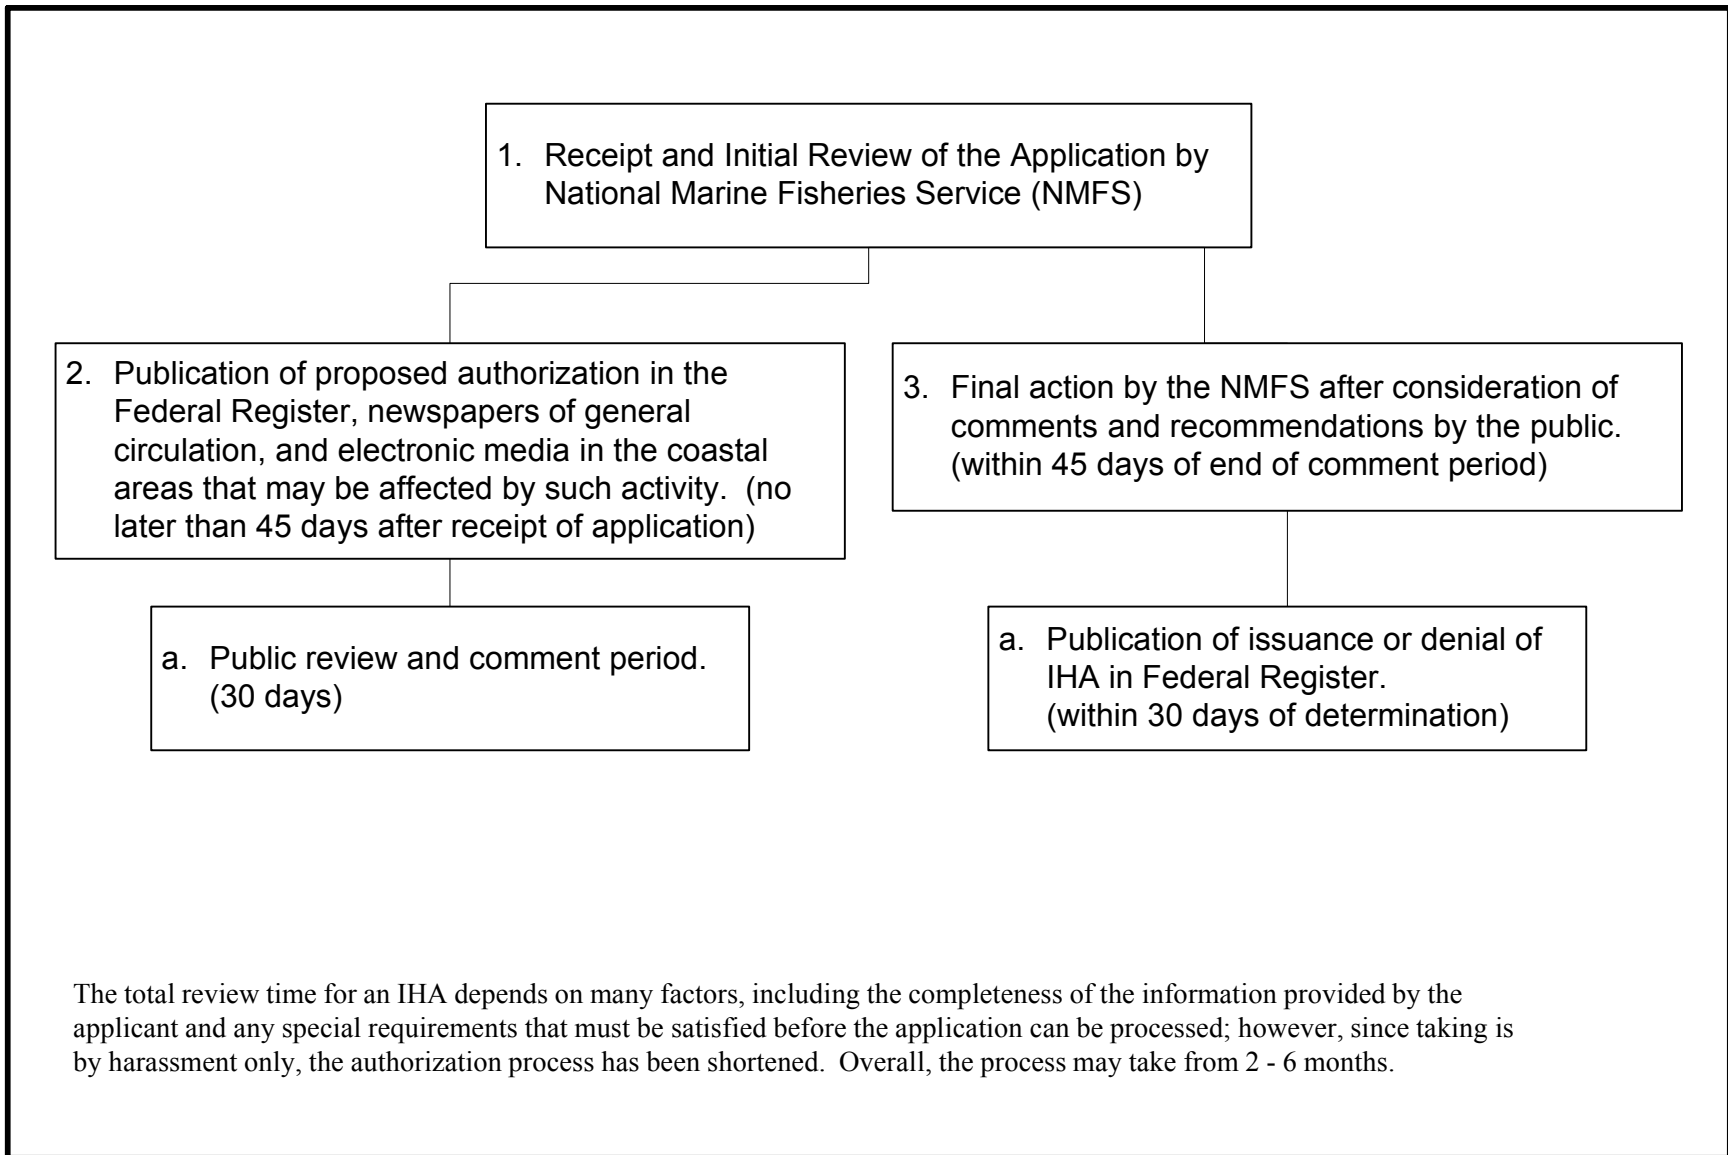 1. Receipt and Initial Review of the Application by
National Marine Fisheries Service (NMFS)
2. Publication of proposed authorization in the
Federal Register, newspapers of general
circulation, and electronic media in the coastal
areas that may be affected by such activity. (no
later than 45 days after receipt of application)
a. Public review and comment period.
(30 days)
3. Final action by the NMFS after consideration of
comments and recommendations by the public.
(within 45 days of end of comment period)
a. Publication of issuance or denial of
IHA in Federal Register.
(within 30 days of determination)
The total review time for an IHA depends on many factors, including the completeness of the information provided by the
applicant and any special requirements that must be satisfied before the application can be processed; however, since taking is
by harassment only, the authorization process has been shortened. Overall, the process may take from 2 - 6 months.